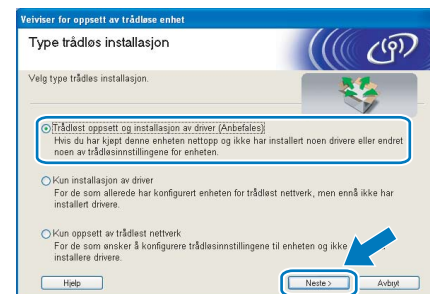 Veiviser for oppsett av trådløse enhet
Type trådløs installasjon
Velg type trådløs installasjon.
Trådløst oppsett og installasjon av driver (Anbefales)
Hvis du har kjøpt denne enheten nettopp og ikke har installert noen drivere eller endret
noen av trådløsinnstillingene for enheten.
Kun installasjon av driver
For de som allerede har konfigurert enheten for trådløst nettverk, men ennå ikke har
installert drivere.
Kun oppsett av trådløst nettverk
For de som ønsker å konfigurere trådløsinnstillingene til enheten og ikke
installere drivere.
Hjelp
Neste >
Avbryt